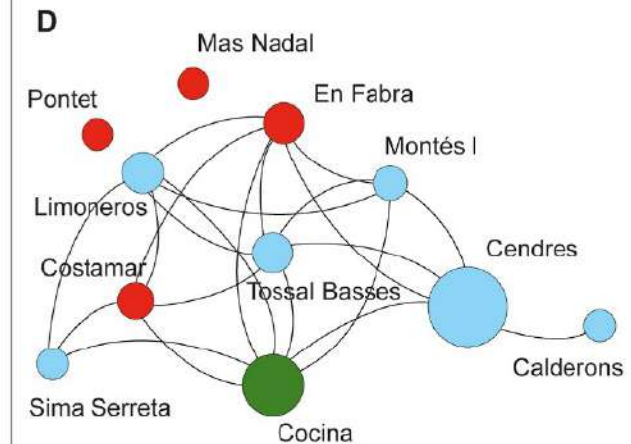 D
Mas Nadal
En Fabra
Pontet
Montés I
Limoneros
Cendres
Costamar
Tossal Basses
Calderons
Sima Serreta
Cocina